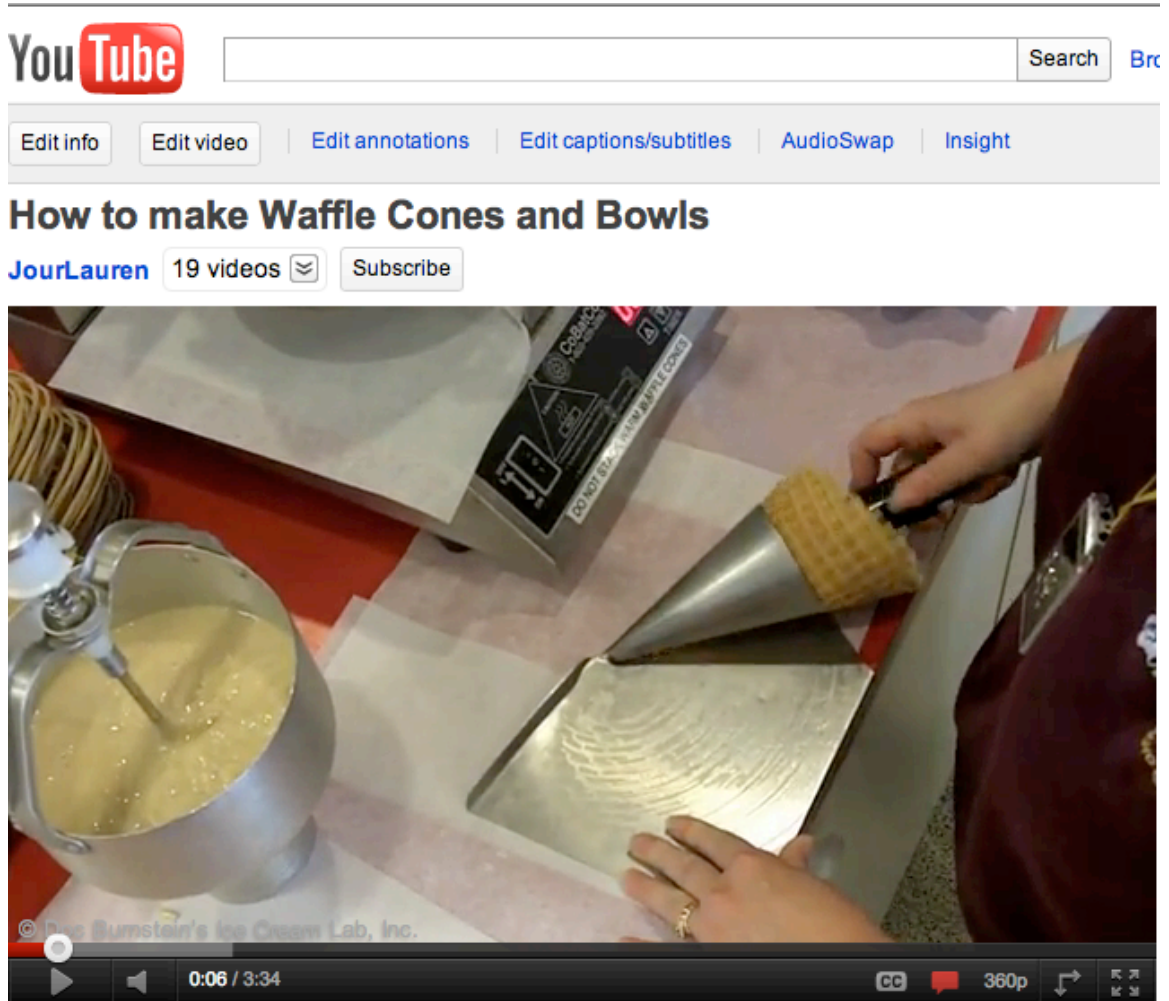 YouTube
Search
Edit info
Edit video
Edit annotations
Edit captions/subtitles
AudioSwap
Insight
How to make Waffle Cones and Bowls
JourLauren
19 videos
Subscribe
DO NOT STACK WARM WAFFLE CONES
© Doc Burnstein's Ice Cream Lab, Inc.
0:06 / 3:34
CC
360p